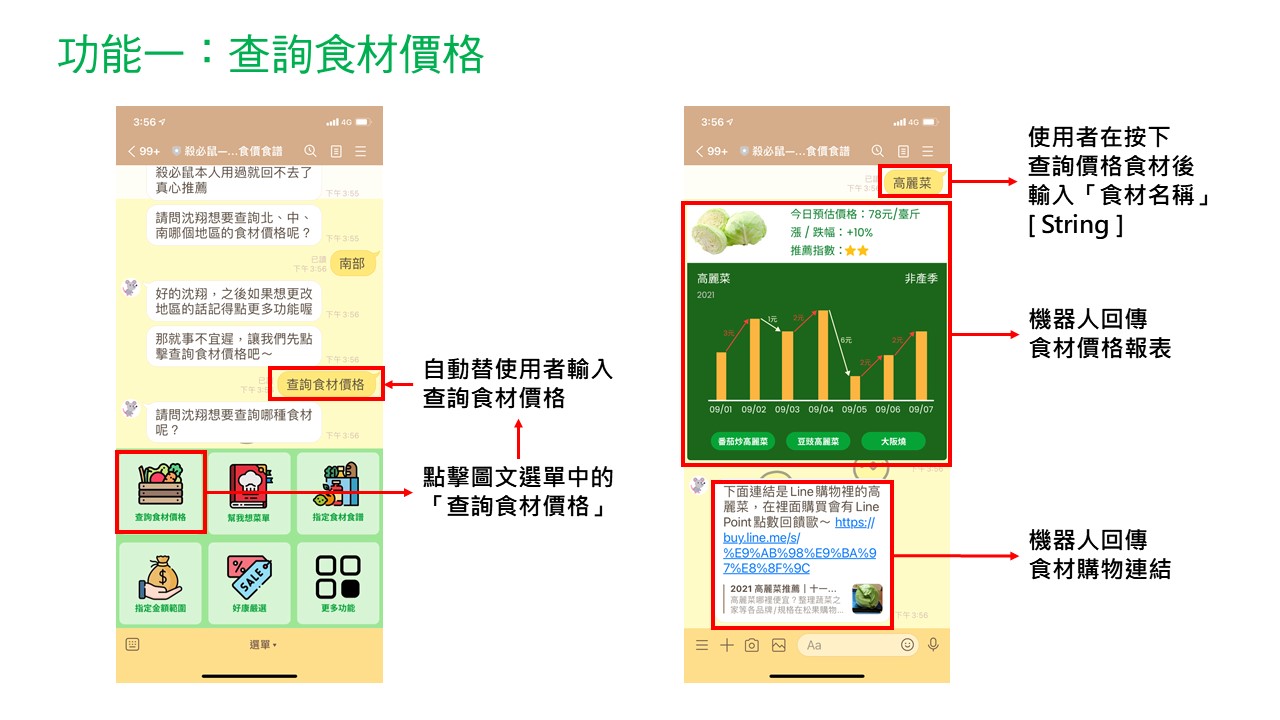 功能一：查詢食材價格
3:56
4G
99+
殺必鼠一...食價食譜
殺必鼠本人用過就回不去了
真心推薦
下午3:55
請問沈翔想要查詢北、中、
南哪個地區的食材價格呢？
下午3:55
已讀
下午3:56
南部
好的沈翔，之後如果想更改
地區的話記得點更多功能喔
下午3:56
那就事不宜遲，讓我們先點
擊查詢食材價格吧～
下午3:56
查詢食材價格
請問沈翔想要查詢哪種食材
呢？
下午3:56
查詢食材價格
幫我想菜單
指定食材食譜
指定金額範圍
好康嚴選
更多功能
SALE
選單
自動替使用者輸入
查詢食材價格
點擊圖文選單中的
「查詢食材價格」
3:56
4G
99+
殺必鼠一...食價食譜
高麗菜
今日預估價格：78元/臺斤
漲 / 跌幅：+10%
推薦指數：
高麗菜
非產季
2021
3元
1元
2元
6元
2元
2元
09/01
09/02
09/03
09/04
09/05
09/06
09/07
番茄炒高麗菜
豆豉高麗菜
大阪燒
下面連結是Line購物裡的高
麗菜，在裡面購買會有Line
Point點數回饋歐～ https://
buy.line.me/s/
%E9%AB%98%E9%BA%9
7%E8%8F%9C
2021 高麗菜推薦｜十一...
高麗菜哪裡便宜？整理蔬菜之
家等各品牌/規格在松果購物...
下午3:56
Aa
使用者在按下
查詢價格食材後
輸入「食材名稱」
[ String ]
機器人回傳
食材價格報表
機器人回傳
食材購物連結